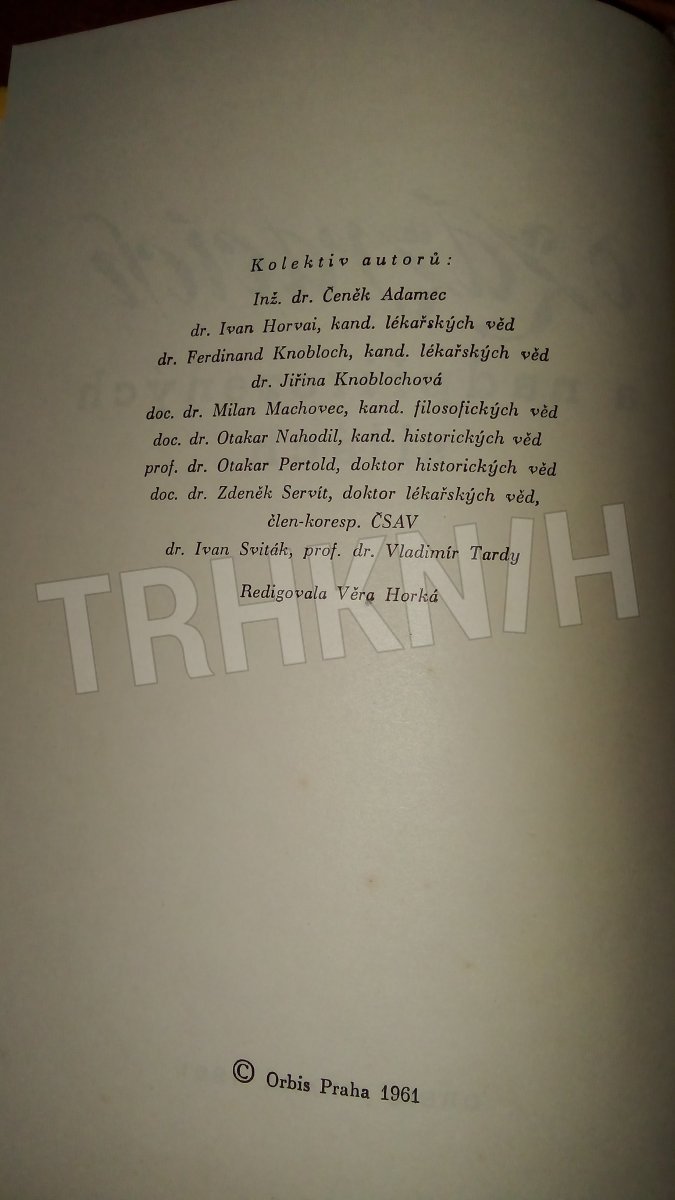 Kolektiv autorů:
Inž. dr. Čeněk Adamec
dr. Ivan Horvai, kand. lékařských věd
dr. Ferdinand Knobloch, kand. lékařských věd
dr. Jiřina Knoblochová
doc. dr. Milan Machovec, kand. filosofických věd
doc. dr. Otakar Nahodil, kand. historických věd
prof. dr. Otakar Pertold, doktor historických věd
doc. dr. Zdeněk Servít, doktor lékařských věd,
člen-koresp. ČSAV
dr. Ivan Sviták, prof. dr. Vladimír Tardy
TRHKNIH
Redigovala Věra Horká
© Orbis Praha 1961